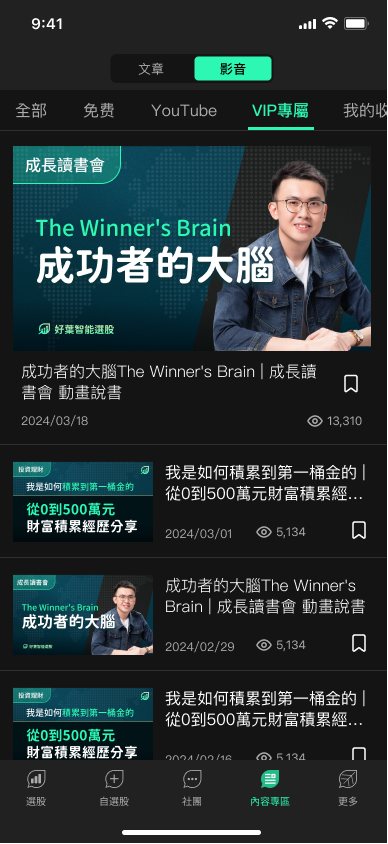 9:41
文章 影音
全部 免费 YouTube VIP專屬 我的收
成長讀書會
The Winner's Brain
成功者的大腦
好葉智能選股
成功者的大腦The Winner's Brain | 成長讀
書會 動畫說書
2024/03/18 13,310
投資理財
我是如何積累到第一桶金的
從0到500萬元
財富積累經歷分享
我是如何積累到第一桶金的 |
從0到500萬元財富積累經...
2024/03/01 5,134
成長讀書會
The Winner's Brain
成功者的大腦
好葉智能選股
成功者的大腦The Winner's
Brain | 成長讀書會 動畫說書
2024/02/29 5,134
投資理財
我是如何積累到第一桶金的
從0到500萬元
財富積累經歷分享
我是如何積累到第一桶金的 |
從0到500萬元財富積累經...
2024/02/16 5,134
選股 自選股 社團 內容專區 更多